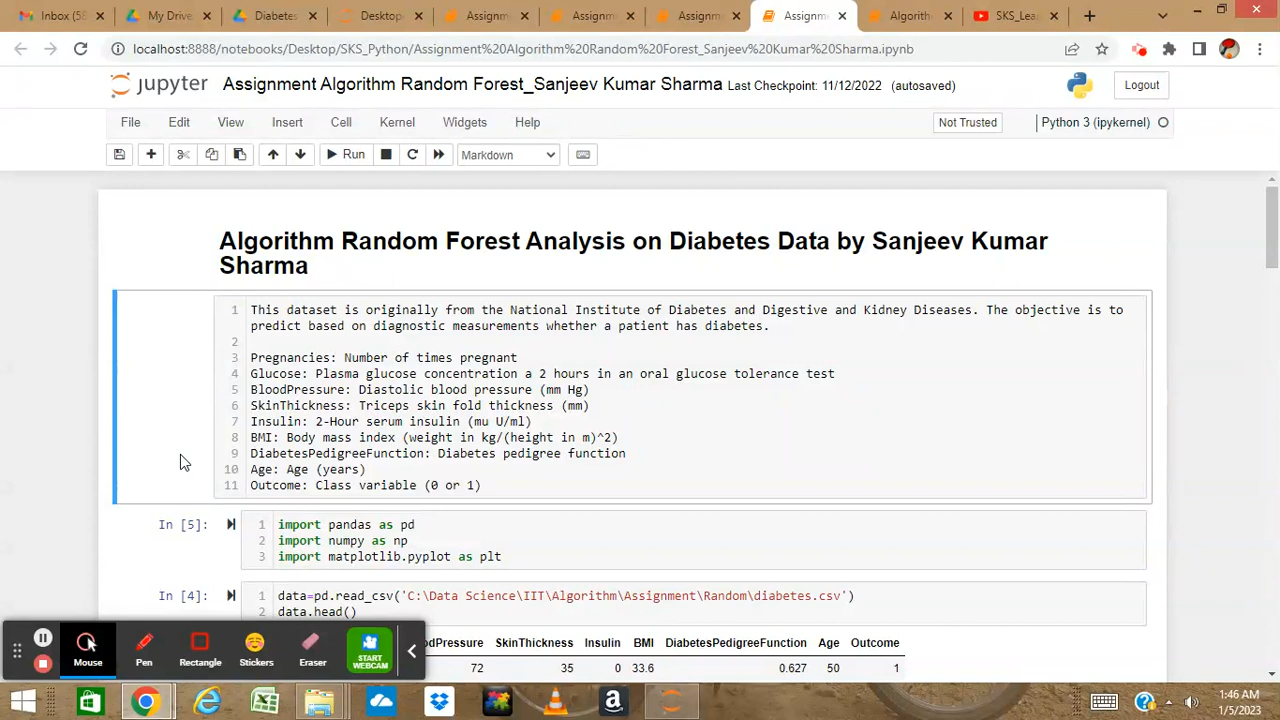 Inbox (58
My Drive
Diabetes
Desktop
Assignm
Assignm
Assignm
Assignm
Algorith
SKS_Lea
localhost:8888/notebooks/Desktop/SKS_Python/Assignment%20Algorithm%20Random%20Forest_Sanjeev%20Kumar%20Sharma.ipynb
jupyter Assignment Algorithm Random Forest_Sanjeev Kumar Sharma Last Checkpoint: 11/12/2022 (autosaved)
Logout
File Edit View Insert Cell Kernel Widgets Help
Not Trusted
Python 3 (ipykernel)
Run
Markdown
Algorithm Random Forest Analysis on Diabetes Data by Sanjeev Kumar
Sharma
1 This dataset is originally from the National Institute of Diabetes and Digestive and Kidney Diseases. The objective is to
predict based on diagnostic measurements whether a patient has diabetes.
2
3 Pregnancies: Number of times pregnant
4 Glucose: Plasma glucose concentration a 2 hours in an oral glucose tolerance test
5 BloodPressure: Diastolic blood pressure (mm Hg)
6 SkinThickness: Triceps skin fold thickness (mm)
7 Insulin: 2-Hour serum insulin (mu U/ml)
8 BMI: Body mass index (weight in kg/(height in m)^2)
9 DiabetesPedigreeFunction: Diabetes pedigree function
10 Age: Age (years)
11 Outcome: Class variable (0 or 1)
In [5]:
1 import pandas as pd
2 import numpy as np
3 import matplotlib.pyplot as plt
In [4]:
1 data=pd.read_csv('C:\Data Science\IIT\Algorithm\Assignment\Random\diabetes.csv')
2 data.head()
oodPressure SkinThickness Insulin BMI DiabetesPedigreeFunction Age Outcome
72 35 0 33.6 0.627 50 1
Mouse Pen Rectangle Stickers Eraser
START
WEBCAM
1:46 AM
1/5/2023